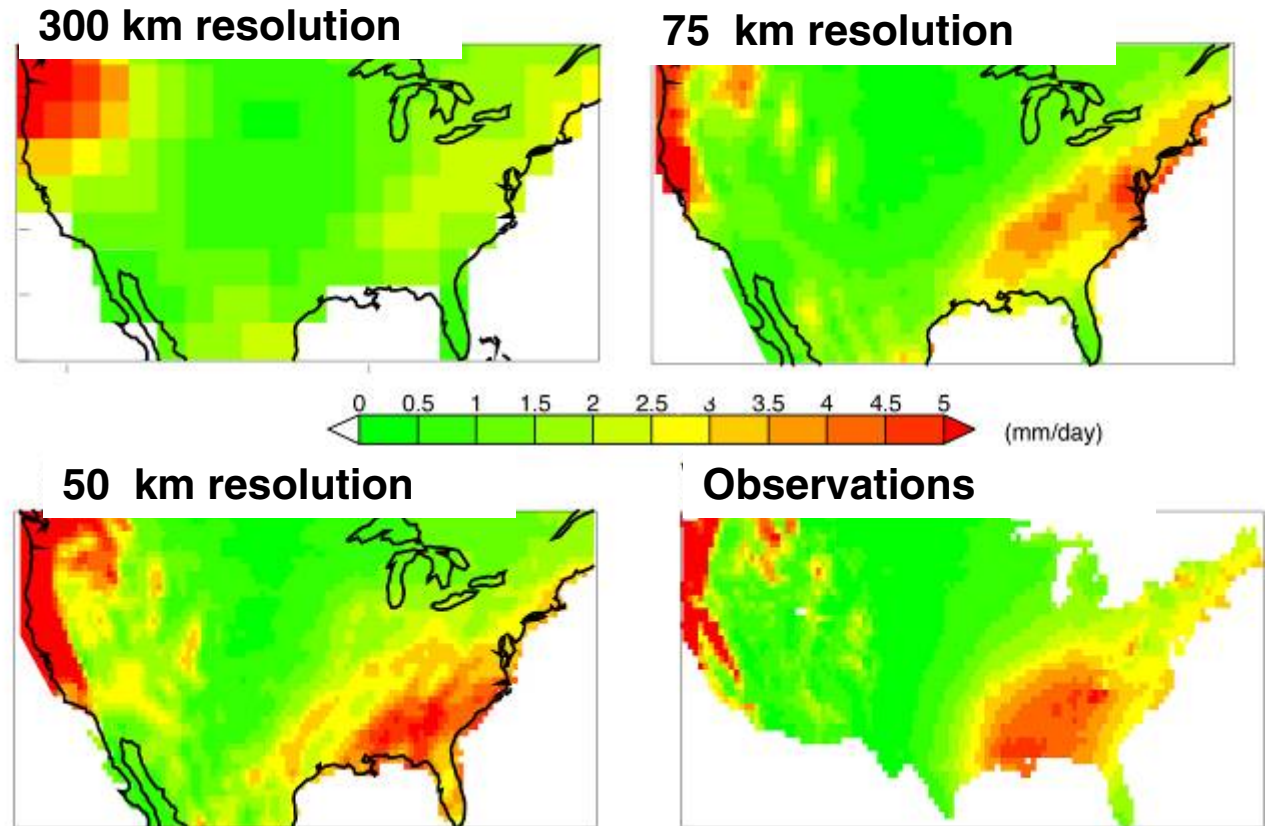 300 km resolution
75 km resolution
0 0.5 1 1.5 2 2.5 3 3.5 4 4.5 5
(mm/day)
50 km resolution
Observations